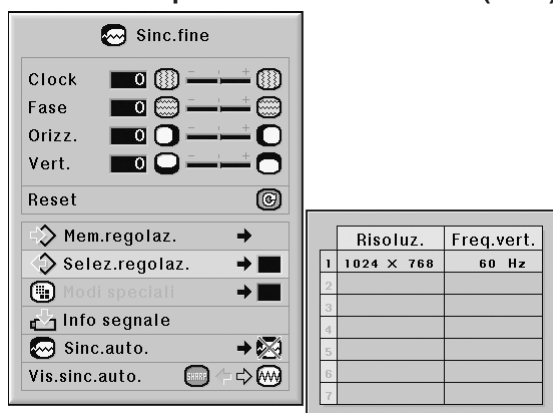 Sinc.fine
Clock 0 - +
Fase 0 - +
Orizz. 0 - +
Vert. 0 - +
Reset
Mem.regolaz.
Selez.regolaz.
Modi speciali
Info segnale
Sinc.auto.
Vis.sinc.auto. SHARP
Risoluz. Freq.vert.
1 1024 × 768 60 Hz
2
3
4
5
6
7